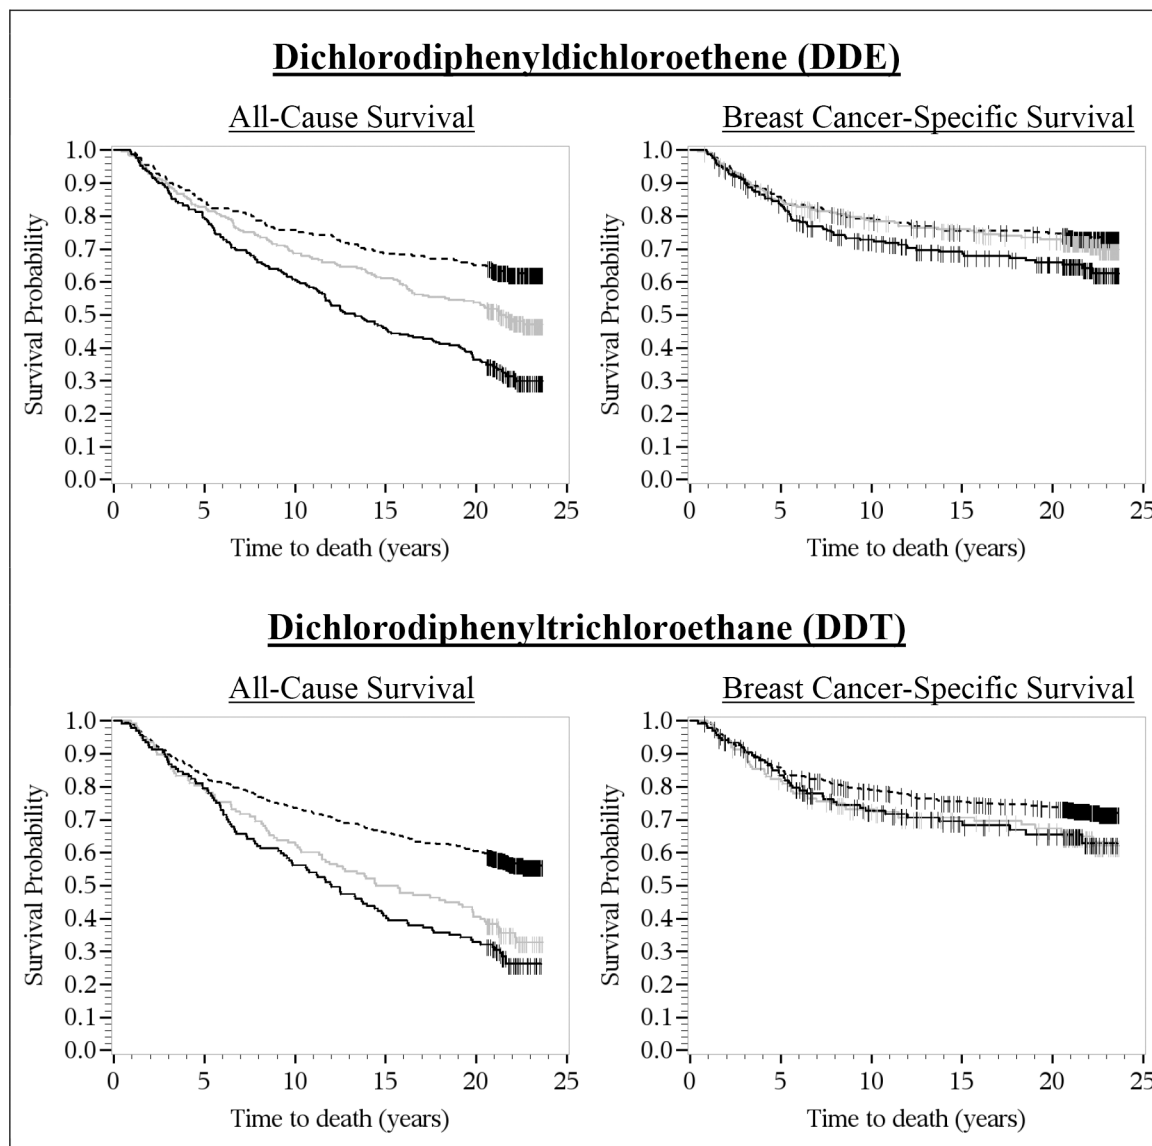 Dichlorodiphenyldichloroethene (DDE)
All-Cause Survival
Survival Probability
1.0
0.9
0.8
0.7
0.6
0.5
0.4
0.3
0.2
0.1
0.0
0 5 10 15 20 25
Time to death (years)
Breast Cancer-Specific Survival
Survival Probability
1.0
0.9
0.8
0.7
0.6
0.5
0.4
0.3
0.2
0.1
0.0
0 5 10 15 20 25
Time to death (years)
Dichlorodiphenyltrichloroethane (DDT)
All-Cause Survival
Survival Probability
1.0
0.9
0.8
0.7
0.6
0.5
0.4
0.3
0.2
0.1
0.0
0 5 10 15 20 25
Time to death (years)
Breast Cancer-Specific Survival
Survival Probability
1.0
0.9
0.8
0.7
0.6
0.5
0.4
0.3
0.2
0.1
0.0
0 5 10 15 20 25
Time to death (years)